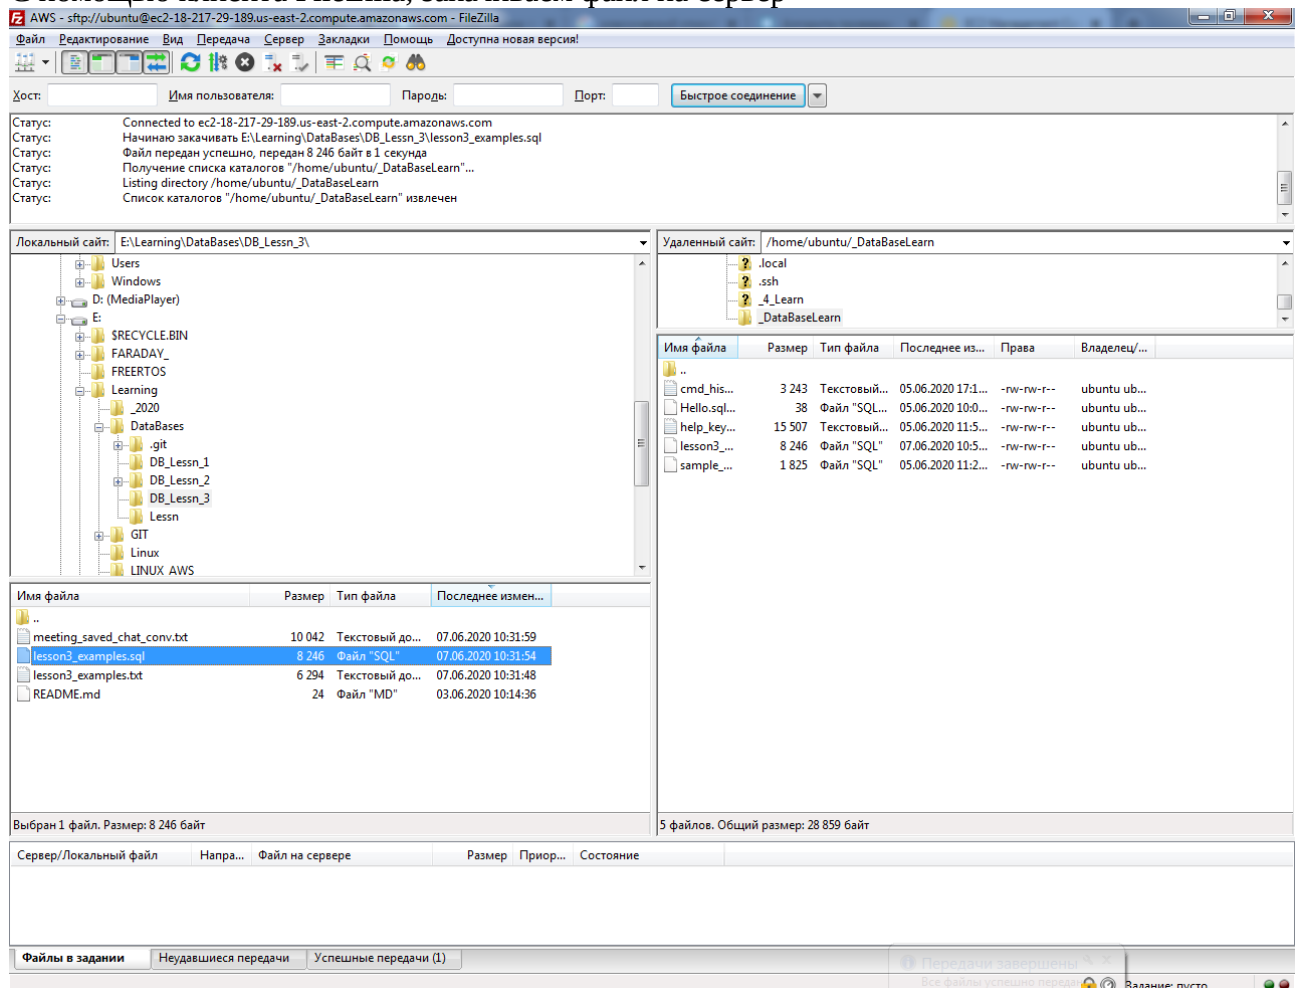 С помощью клиента Filezilla, закачиваем файл на сервер
AWS - sftp://ubuntu@ec2-18-217-29-189.us-east-2.compute.amazonaws.com - FileZilla
Файл Редактирование Вид Передача Сервер Закладки Помощь Доступна новая версия!
Хост: Имя пользователя: Пароль: Порт: Быстрое соединение
Статус: Connected to ec2-18-217-29-189.us-east-2.compute.amazonaws.com
Статус: Начинаю закачивать E:\Learning\DataBases\DB_Lessn_3\lesson3_examples.sql
Статус: Файл передан успешно, передан 8 246 байт в 1 секунда
Статус: Получение списка каталогов "/home/ubuntu/_DataBaseLearn"...
Статус: Listing directory /home/ubuntu/_DataBaseLearn
Статус: Список каталогов "/home/ubuntu/_DataBaseLearn" извлечен
Локальный сайт: E:\Learning\DataBases\DB_Lessn_3\
Users
Windows
D: (MediaPlayer)
E:
$RECYCLE.BIN
FARADAY_
FREERTOS
Learning
_2020
DataBases
.git
DB_Lessn_1
DB_Lessn_2
DB_Lessn_3
Lessn
GIT
Linux
LINUX AWS
Имя файла Размер Тип файла Последнее измен...
..
meeting_saved_chat_conv.txt 10 042 Текстовый до... 07.06.2020 10:31:59
lesson3_examples.sql 8 246 Файл "SQL" 07.06.2020 10:31:54
lesson3_examples.txt 6 294 Текстовый до... 07.06.2020 10:31:48
README.md 24 Файл "MD" 03.06.2020 10:14:36
Выбран 1 файл. Размер: 8 246 байт
Удаленный сайт: /home/ubuntu/_DataBaseLearn
.local
.ssh
_4_Learn
_DataBaseLearn
Имя файла Размер Тип файла Последнее из... Права Владелец/...
..
cmd_his... 3 243 Текстовый... 05.06.2020 17:1... -rw-rw-r-- ubuntu ub...
Hello.sql... 38 Файл "SQL... 05.06.2020 10:0... -rw-rw-r-- ubuntu ub...
help_key... 15 507 Текстовый... 05.06.2020 11:5... -rw-rw-r-- ubuntu ub...
lesson3_... 8 246 Файл "SQL" 07.06.2020 10:5... -rw-rw-r-- ubuntu ub...
sample_... 1 825 Файл "SQL" 05.06.2020 11:2... -rw-rw-r-- ubuntu ub...
5 файлов. Общий размер: 28 859 байт
Сервер/Локальный файл Напра... Файл на сервере Размер Приор... Состояние
Файлы в задании Неудавшиеся передачи Успешные передачи (1)
Передачи завершены
Все файлы успешно передан
Задание: пусто